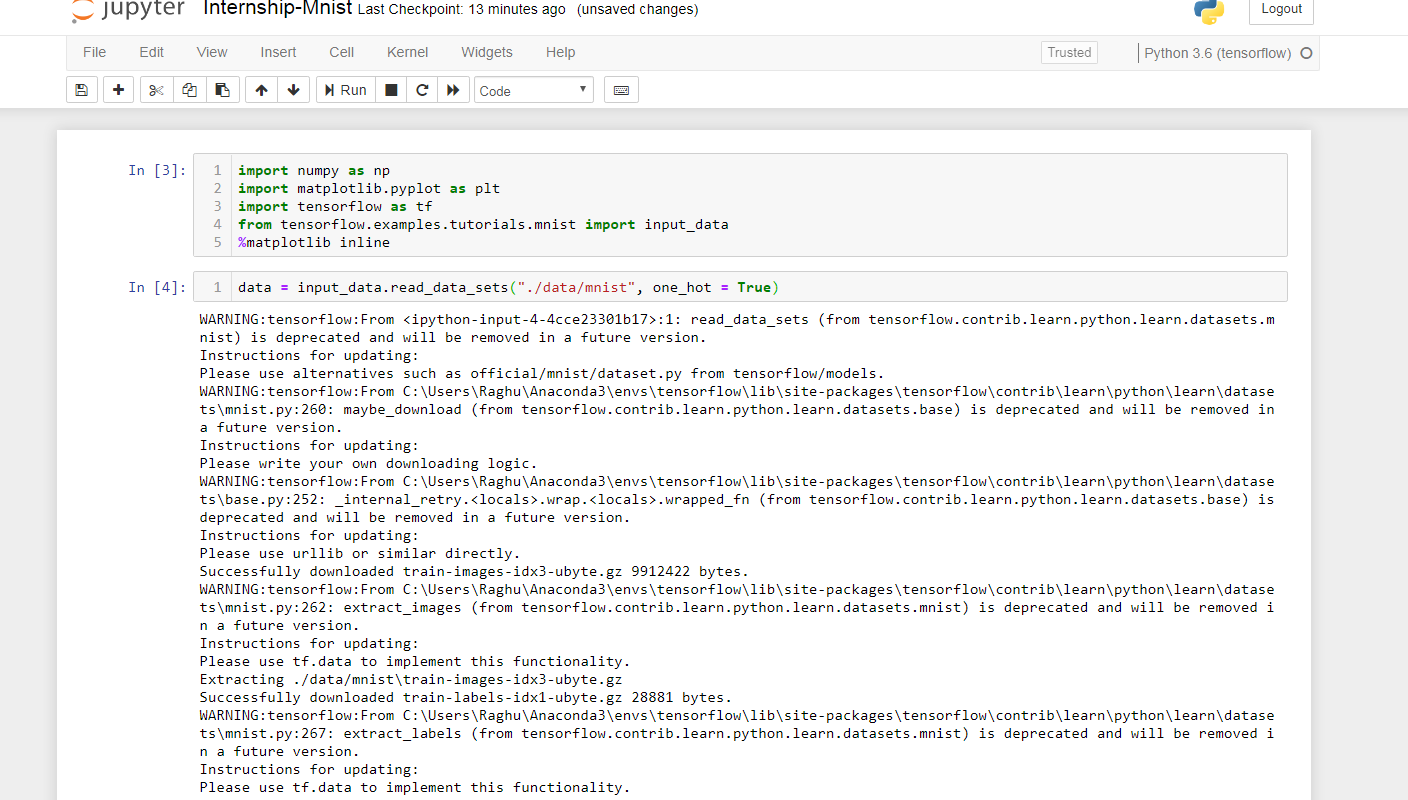 jupyter Internship-Mnist Last Checkpoint: 13 minutes ago (unsaved changes) Logout
File Edit View Insert Cell Kernel Widgets Help Trusted Python 3.6 (tensorflow)
Run Code
In [3]:
1 import numpy as np
2 import matplotlib.pyplot as plt
3 import tensorflow as tf
4 from tensorflow.examples.tutorials.mnist import input_data
5 %matplotlib inline
In [4]:
1 data = input_data.read_data_sets("./data/mnist", one_hot = True)
WARNING:tensorflow:From <ipython-input-4-4cce23301b17>:1: read_data_sets (from tensorflow.contrib.learn.python.learn.datasets.m
nist) is deprecated and will be removed in a future version.
Instructions for updating:
Please use alternatives such as official/mnist/dataset.py from tensorflow/models.
WARNING:tensorflow:From C:\Users\Raghu\Anaconda3\envs\tensorflow\lib\site-packages\tensorflow\contrib\learn\python\learn\datase
ts\mnist.py:260: maybe_download (from tensorflow.contrib.learn.python.learn.datasets.base) is deprecated and will be removed in
a future version.
Instructions for updating:
Please write your own downloading logic.
WARNING:tensorflow:From C:\Users\Raghu\Anaconda3\envs\tensorflow\lib\site-packages\tensorflow\contrib\learn\python\learn\datase
ts\base.py:252: _internal_retry.<locals>.wrap.<locals>.wrapped_fn (from tensorflow.contrib.learn.python.learn.datasets.base) is
deprecated and will be removed in a future version.
Instructions for updating:
Please use urllib or similar directly.
Successfully downloaded train-images-idx3-ubyte.gz 9912422 bytes.
WARNING:tensorflow:From C:\Users\Raghu\Anaconda3\envs\tensorflow\lib\site-packages\tensorflow\contrib\learn\python\learn\datase
ts\mnist.py:262: extract_images (from tensorflow.contrib.learn.python.learn.datasets.mnist) is deprecated and will be removed i
n a future version.
Instructions for updating:
Please use tf.data to implement this functionality.
Extracting ./data/mnist\train-images-idx3-ubyte.gz
Successfully downloaded train-labels-idx1-ubyte.gz 28881 bytes.
WARNING:tensorflow:From C:\Users\Raghu\Anaconda3\envs\tensorflow\lib\site-packages\tensorflow\contrib\learn\python\learn\datase
ts\mnist.py:267: extract_labels (from tensorflow.contrib.learn.python.learn.datasets.mnist) is deprecated and will be removed i
n a future version.
Instructions for updating:
Please use tf.data to implement this functionality.